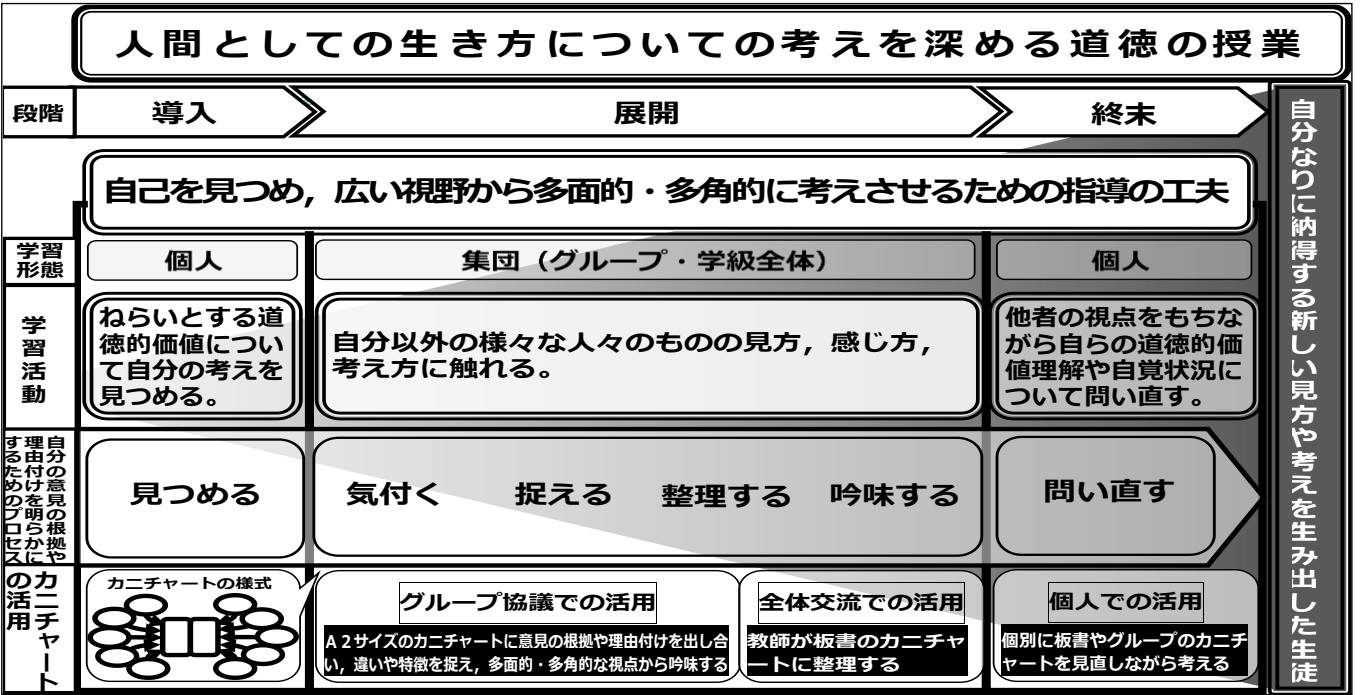 人間としての生き方についての考えを深める道徳の授業
段階
導入
展開
終末
自己を見つめ，広い視野から多面的・多角的に考えさせるための指導の工夫
学習
形態
個人
集団（グループ・学級全体）
個人
学習活動
ねらいとする道
徳的価値につい
て自分の考えを
見つめる。
自分以外の様々な人々のものの見方，感じ方，
考え方に触れる。
他者の視点をもちな
がら自らの道徳的価
値理解や自覚状況に
ついて問い直す。
自分の意見の根拠や
理由付けを明らかに
するためのプロセス
見つめる
気付く
捉える
整理する
吟味する
問い直す
カニチャート
の活用
カニチャートの様式
グループ協議での活用
Ａ２サイズのカニチャートに意見の根拠や理由付けを出し合
い，違いや特徴を捉え，多面的・多角的な視点から吟味する
全体交流での活用
教師が板書のカニチャ
ートに整理する
個人での活用
個別に板書やグループのカニチ
ャートを見直しながら考える
自分なりに納得する新しい見方や考えを生み出した生徒